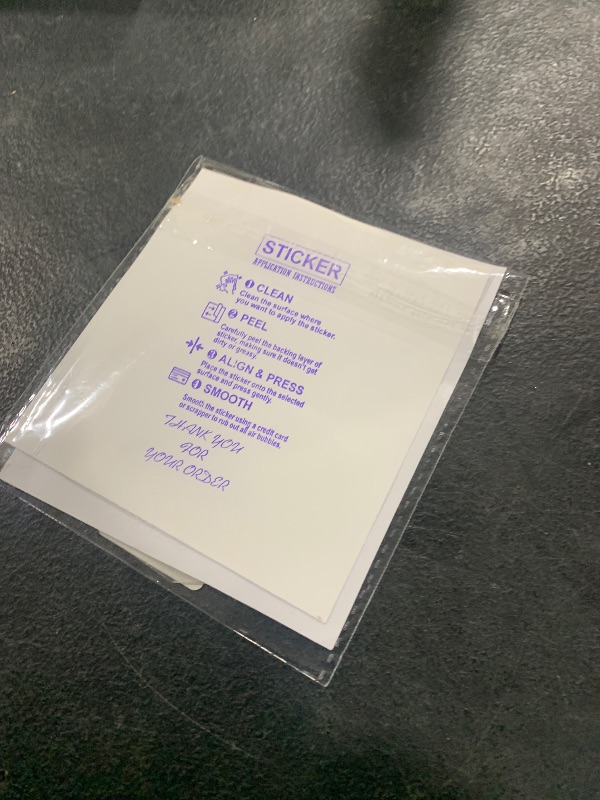 STICKER
APPLICATION INSTRUCTIONS
1 CLEAN
Clean the surface where
you want to apply the sticker.
2 PEEL
Carefully peel the backing layer of
sticker, making sure it doesn't get
dirty or greasy.
3 ALIGN & PRESS
Place the sticker onto the selected
surface and press gently.
4 SMOOTH
Smooth the sticker using a credit card
or scrapper to rub out all air bubbles.
THANK YOU
FOR
YOUR ORDER